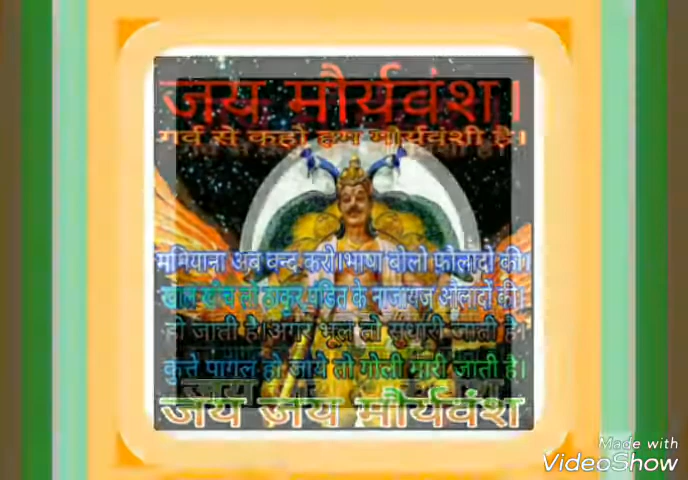 जय मौर्यवंश।
गर्व से कहो हम मौर्यवंशी है।
मिमियाना अब बन्द करो।भाषा बोलो फ़ौलादो की।
खाल खींच लो ठाकुर पंडित के नाजायज औलादों की।
हो जाती है।अगर भूल तो सुधारी जाती है।
कुत्ते पागल हो जाये तो गोली मारी जाती है।
जय जय मौर्यवंश
Made with
VideoShow